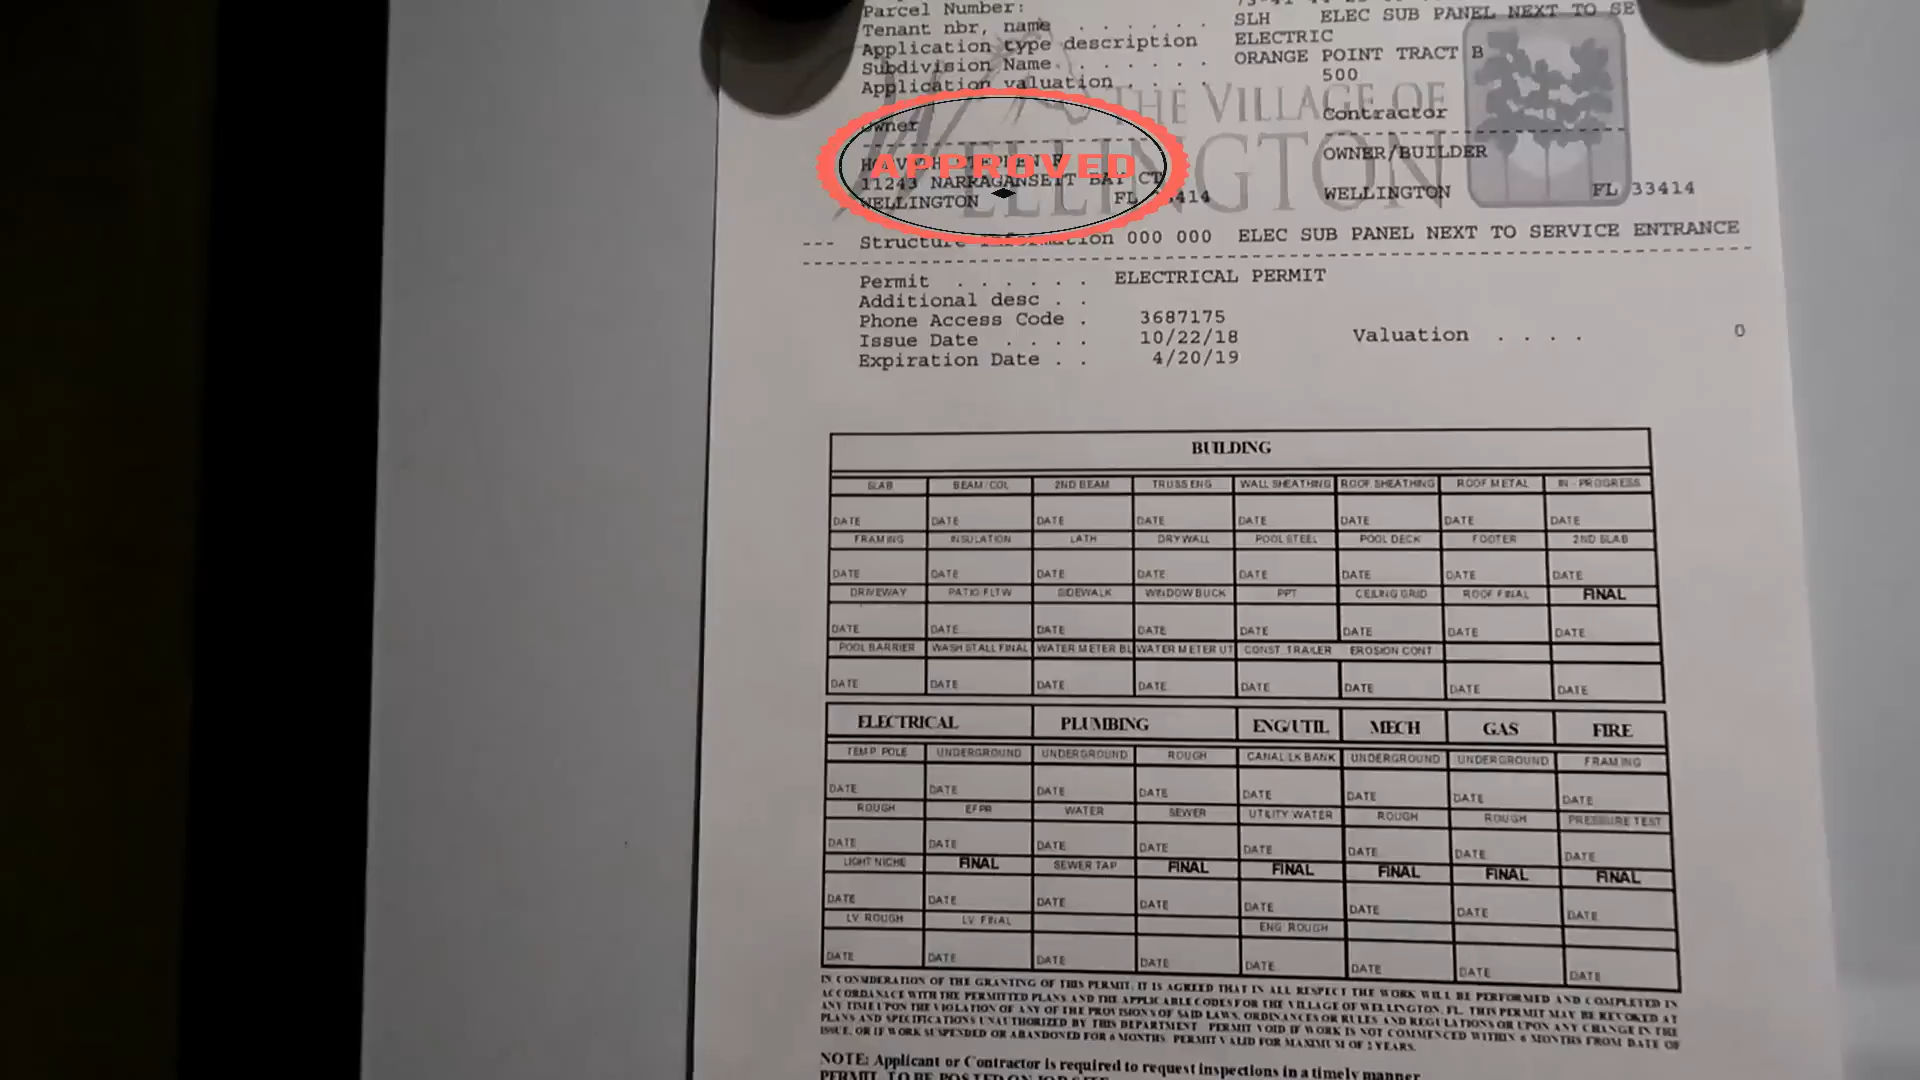 Parcel Number:
Tenant nbr, name . . . . . . SLH ELEC SUB PANEL NEXT TO SE
Application type description ELECTRIC
Subdivision Name. . . . . . ORANGE POINT TRACT B
Application valuation . . . . 500
THE VILLAGE OF
WELLINGTON
Owner Contractor
APPROVED
OWNER/BUILDER
11243 NARRAGANSETT BAY CT
WELLINGTON FL 33414 WELLINGTON FL 33414
--- Structure Information 000 000 ELEC SUB PANEL NEXT TO SERVICE ENTRANCE
Permit . . . . . . ELECTRICAL PERMIT
Additional desc . .
Phone Access Code . 3687175
Issue Date . . . . 10/22/18 Valuation . . . . 0
Expiration Date . . 4/20/19
BUILDING
SLAB BEAM/COL 2ND BEAM TRUSS ENG WALL SHEATHING ROOF SHEATHING ROOF METAL IN - PROGRESS
DATE DATE DATE DATE DATE DATE DATE DATE
FRAMING INSULATION LATH DRYWALL POOL STEEL POOL DECK FOOTER 2ND SLAB
DATE DATE DATE DATE DATE DATE DATE DATE
DRIVEWAY PATIO FLTW SIDEWALK WINDOW BUCK PPT CEILING GRID ROOF FINAL FINAL
DATE DATE DATE DATE DATE DATE DATE DATE
POOL BARRIER WASH STALL FINAL WATER METER BL WATER METER UT CONST. TRAILER EROSION CONT
DATE DATE DATE DATE DATE DATE DATE DATE
ELECTRICAL PLUMBING ENG/UTIL MECH GAS FIRE
TEMP. POLE UNDERGROUND UNDERGROUND ROUGH CANAL/LK BANK UNDERGROUND UNDERGROUND FRAMING
DATE DATE DATE DATE DATE DATE DATE DATE
ROUGH EFPR WATER SEWER UTILITY WATER ROUGH ROUGH PRESSURE TEST
DATE DATE DATE DATE DATE DATE DATE DATE
LIGHT NICHE FINAL SEWER TAP FINAL FINAL FINAL FINAL FINAL
DATE DATE DATE DATE DATE DATE DATE DATE
LV. ROUGH LV. FINAL ENG ROUGH
DATE DATE DATE DATE DATE DATE DATE DATE
IN CONSIDERATION OF THE GRANTING OF THIS PERMIT, IT IS AGREED THAT IN ALL RESPECT THE WORK WILL BE PERFORMED AND COMPLETED IN
ACCORDANACE WITH THE PERMITTED PLANS AND THE APPLICABLE CODES FOR THE VILLAGE OF WELLINGTON, FL. THIS PERMIT MAY BE REVOKED AT
ANY TIME UPON THE VIOLATION OF ANY OF THE PROVISIONS OF SAID LAWS, ORDINANCES OR RULES AND REGULATIONS OR UPON ANY CHANGE IN THE
PLANS AND SPECIFICATIONS UNAUTHORIZED BY THIS DEPARTMENT. PERMIT VOID IF WORK IS NOT COMMENCED WITHIN 6 MONTHS FROM DATE OF
ISSUE, OR IF WORK SUSPENDED OR ABANDONED FOR 6 MONTHS. PERMIT VALID FOR MAXIMUM OF 2 YEARS.
NOTE: Applicant or Contractor is required to request inspections in a timely manner
PERMIT TO BE POSTED ON JOB SITE